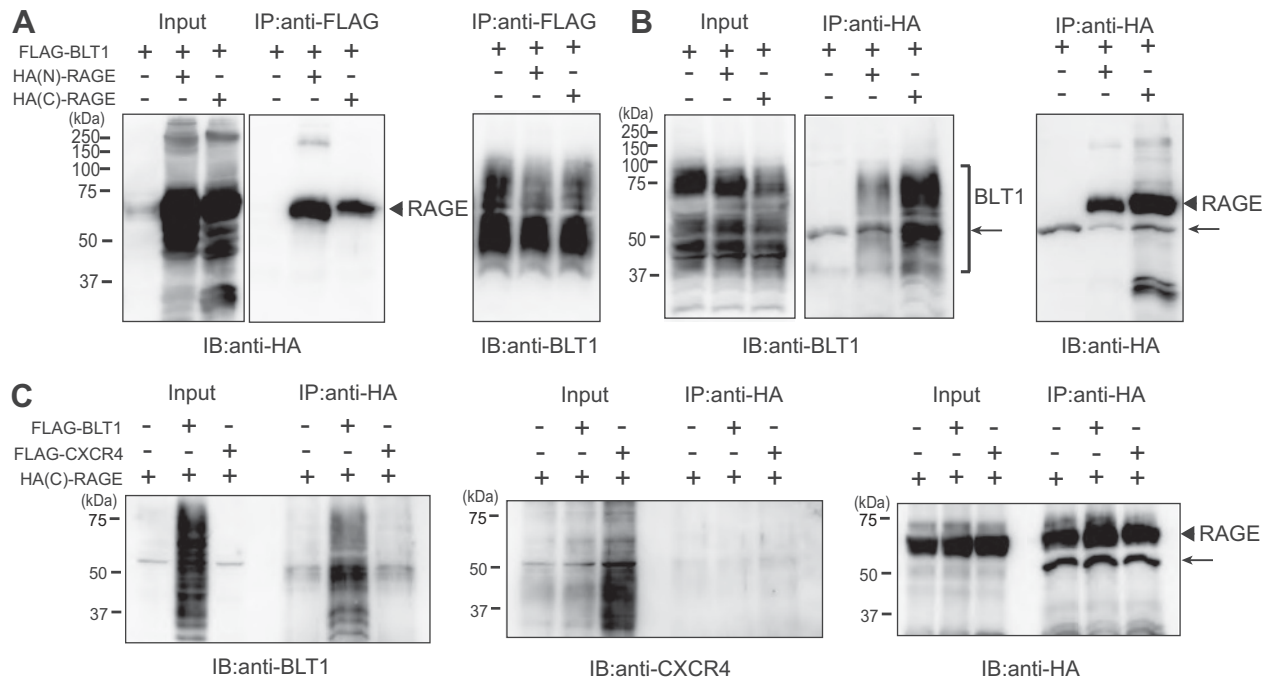 A
Input IP:anti-FLAG IP:anti-FLAG
FLAG-BLT1 + + + + + + + + +
HA(N)-RAGE - + - - + - - + -
HA(C)-RAGE - - + - - + - - +
(kDa)
250
150
100
75
50
37
RAGE
IB:anti-HA IB:anti-BLT1
B
Input IP:anti-HA IP:anti-HA
+ + + + + + + + +
- + - - + - - + -
- - + - - + - - +
(kDa)
250
150
100
75
50
37
BLT1
RAGE
IB:anti-BLT1 IB:anti-HA
C
Input IP:anti-HA Input IP:anti-HA Input IP:anti-HA
FLAG-BLT1 - + - - + - - + - - + - - + - - + -
FLAG-CXCR4 - - + - - + - - + - - + - - + - - +
HA(C)-RAGE + + + + + + + + + + + + + + + + + +
(kDa)
75
50
37
IB:anti-BLT1
(kDa)
75
50
37
IB:anti-CXCR4
(kDa)
75
50
37
RAGE
IB:anti-HA